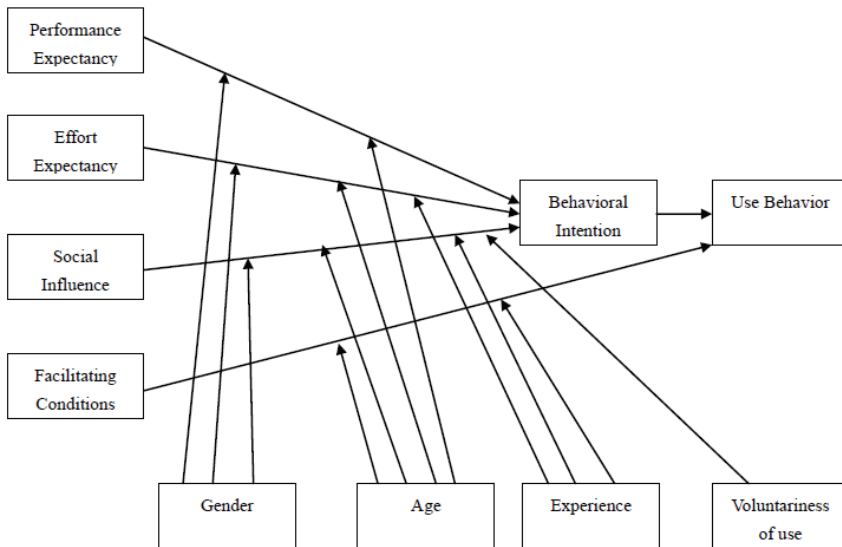 Performance
Expectancy
Effort
Expectancy
Social
Influence
Facilitating
Conditions
Behavioral
Intention
Use Behavior
Gender
Age
Experience
Voluntariness
of use